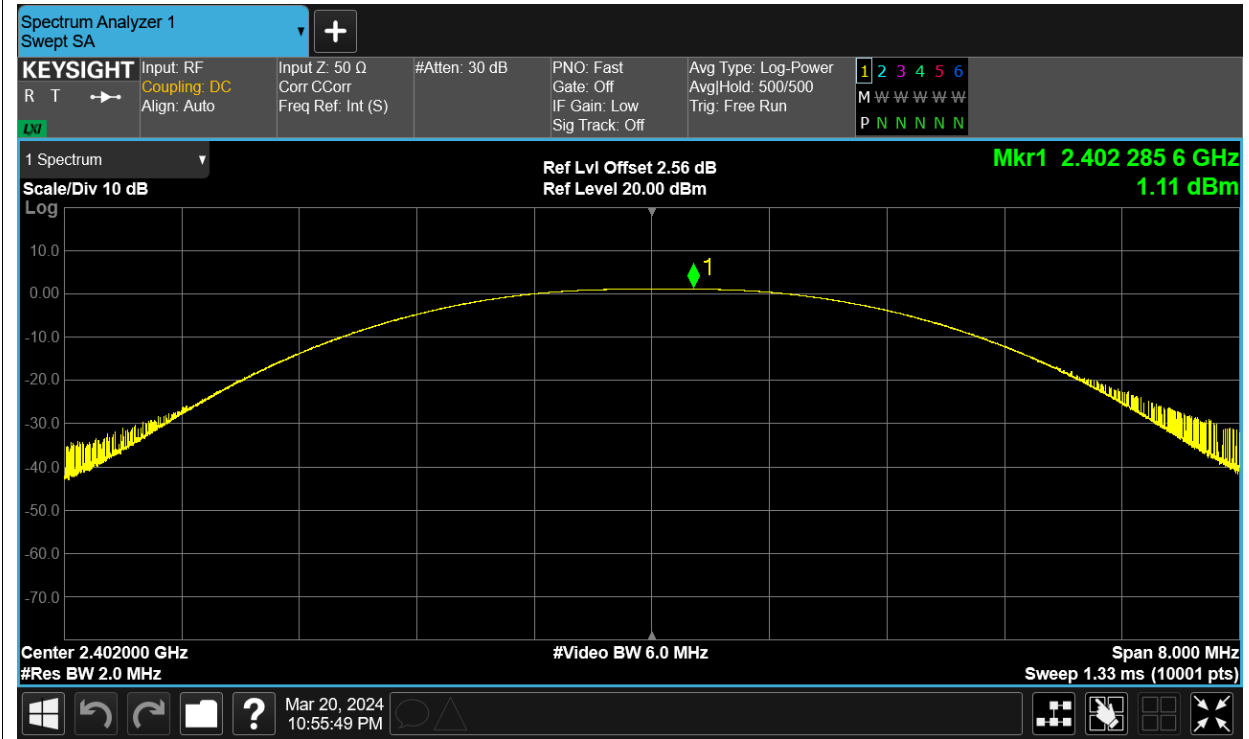 Spectrum Analyzer 1
Swept SA
KEYSIGHT
R T
LXI
Input: RF
Coupling: DC
Align: Auto
Input Z: 50 Ω
Corr CCorr
Freq Ref: Int (S)
#Atten: 30 dB
PNO: Fast
Gate: Off
IF Gain: Low
Sig Track: Off
Avg Type: Log-Power
Avg|Hold: 500/500
Trig: Free Run
1 2 3 4 5 6
M W W W W W
P N N N N N
1 Spectrum
Scale/Div 10 dB
Log
Ref Lvl Offset 2.56 dB
Ref Level 20.00 dBm
Mkr1 2.402 285 6 GHz
1.11 dBm
1
10.0
0.00
-10.0
-20.0
-30.0
-40.0
-50.0
-60.0
-70.0
Center 2.402000 GHz
#Res BW 2.0 MHz
#Video BW 6.0 MHz
Span 8.000 MHz
Sweep 1.33 ms (10001 pts)
?
Mar 20, 2024
10:55:49 PM